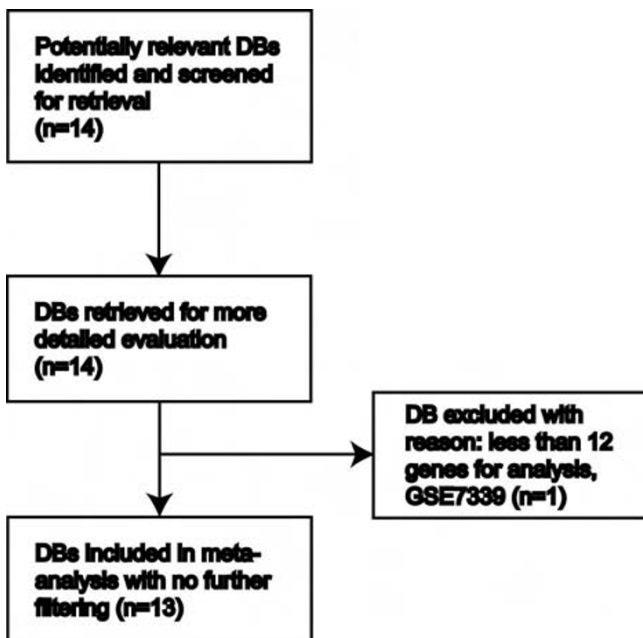 Potentially relevant DBs
identified and screened
for retrieval
(n=14)
DBs retrieved for more
detailed evaluation
(n=14)
DB excluded with
reason: less than 12
genes for analysis,
GSE7339 (n=1)
DBs included in meta-
analysis with no further
filtering (n=13)